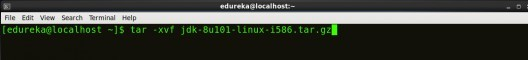 edureka@localhost:~
File Edit View Search Terminal Help
[edureka@localhost ~]$ tar -xvf jdk-8u101-linux-i586.tar.gz